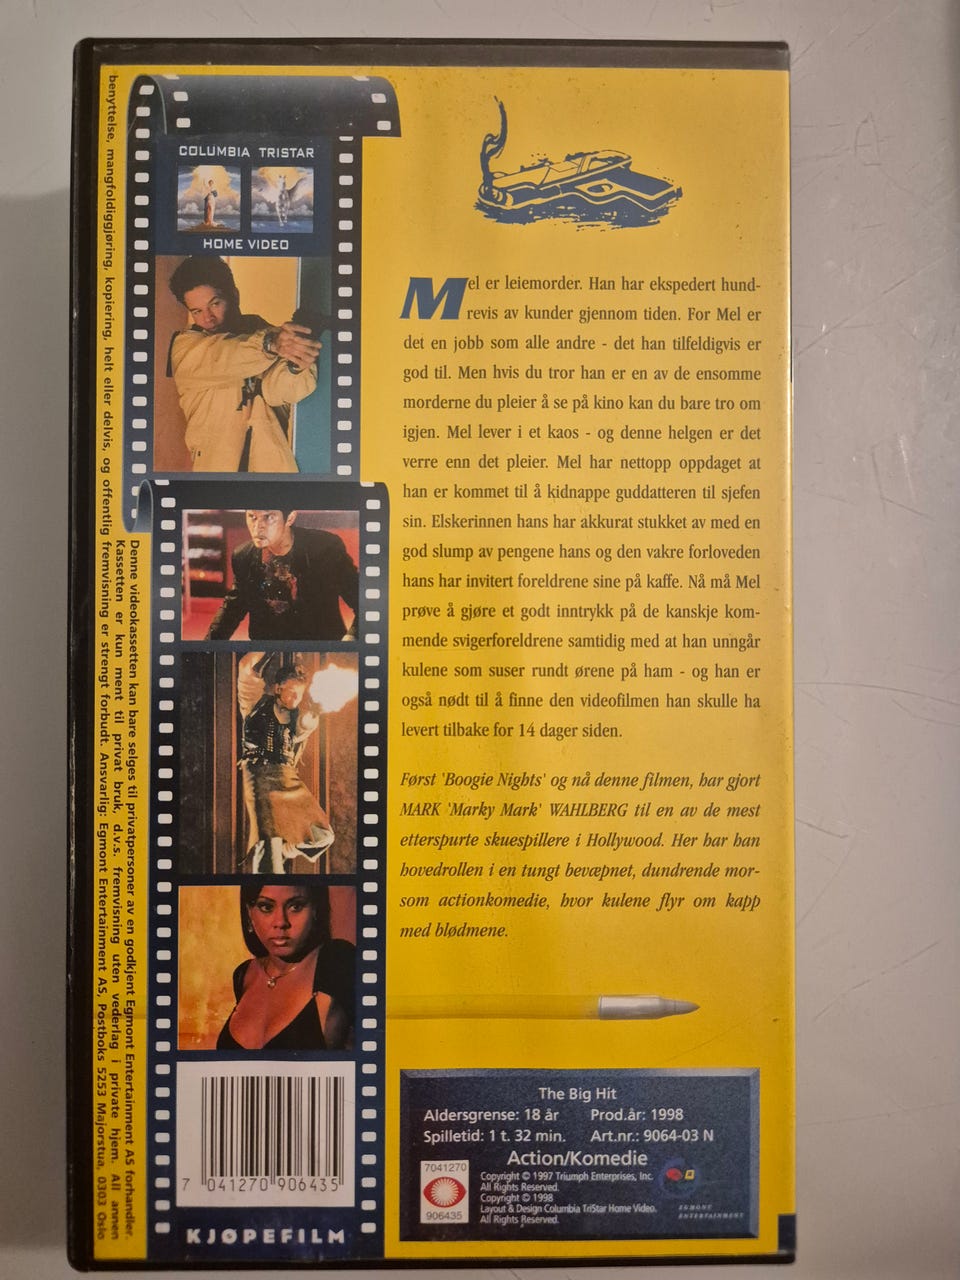 COLUMBIA TRISTAR
HOME VIDEO
Mel er leiemorder. Han har ekspedert hund-
revis av kunder gjennom tiden. For Mel er
det en jobb som alle andre - det han tilfeldigvis er
god til. Men hvis du tror han er en av de ensomme
morderne du pleier å se på kino kan du bare tro om
igjen. Mel lever i et kaos - og denne helgen er det
verre enn det pleier. Mel har nettopp oppdaget at
han er kommet til å kidnappe guddatteren til sjefen
sin. Elskerinnen hans har akkurat stukket av med en
god slump av pengene hans og den vakre forloveden
hans har invitert foreldrene sine på kaffe. Nå må Mel
prøve å gjøre et godt inntrykk på de kanskje kom-
mende svigerforeldrene samtidig med at han unngår
kulene som suser rundt ørene på ham - og han er
også nødt til å finne den videofilmen han skulle ha
levert tilbake for 14 dager siden.
Først 'Boogie Nights' og nå denne filmen, har gjort
MARK 'Marky Mark' WAHLBERG til en av de mest
etterspurte skuespillere i Hollywood. Her har han
hovedrollen i en tungt bevæpnet, dundrende mor-
som actionkomedie, hvor kulene flyr om kapp
med blødmene.
The Big Hit
Aldersgrense: 18 år Prod.år: 1998
Spilletid: 1 t. 32 min. Art.nr.: 9064-03 N
Action/Komedie
7041270
906435
Copyright © 1997 Triumph Enterprises, Inc.
All Rights Reserved.
Copyright © 1998
Layout & Design Columbia TriStar Home Video.
All Rights Reserved.
EGMONT
ENTERTAINMENT
7 041270 906435
KJØPEFILM
Denne videokassetten kan bare selges til privatpersoner av en godkjent Egmont Entertainment AS forhandler.
Kassetten er kun ment til privat bruk, d.v.s. fremvisning uten vederlag i private hjem. All annen
benyttelse, mangfoldiggjøring, kopiering, helt eller delvis, og offentlig fremvisning er strengt forbudt. Ansvarlig: Egmont Entertainment AS, Postboks 5253 Majorstua, 0303 Oslo